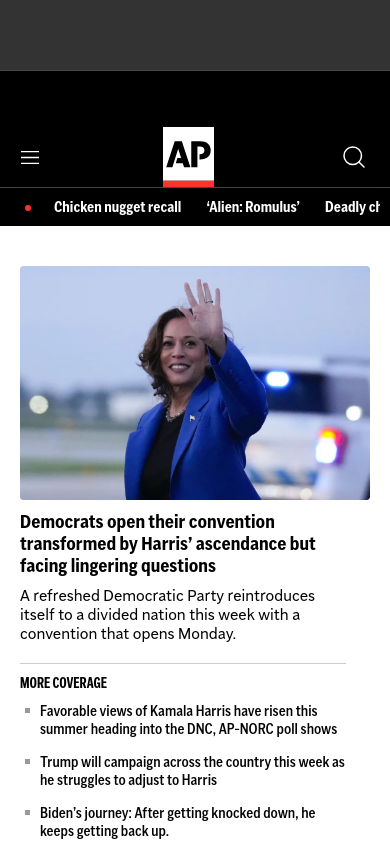 AP
Chicken nugget recall ‘Alien: Romulus’ Deadly
Democrats open their convention
transformed by Harris’ ascendance but
facing lingering questions
A refreshed Democratic Party reintroduces
itself to a divided nation this week with a
convention that opens Monday.
MORE COVERAGE
Favorable views of Kamala Harris have risen this
summer heading into the DNC, AP-NORC poll shows
Trump will campaign across the country this week as
he struggles to adjust to Harris
Biden’s journey: After getting knocked down, he
keeps getting back up.